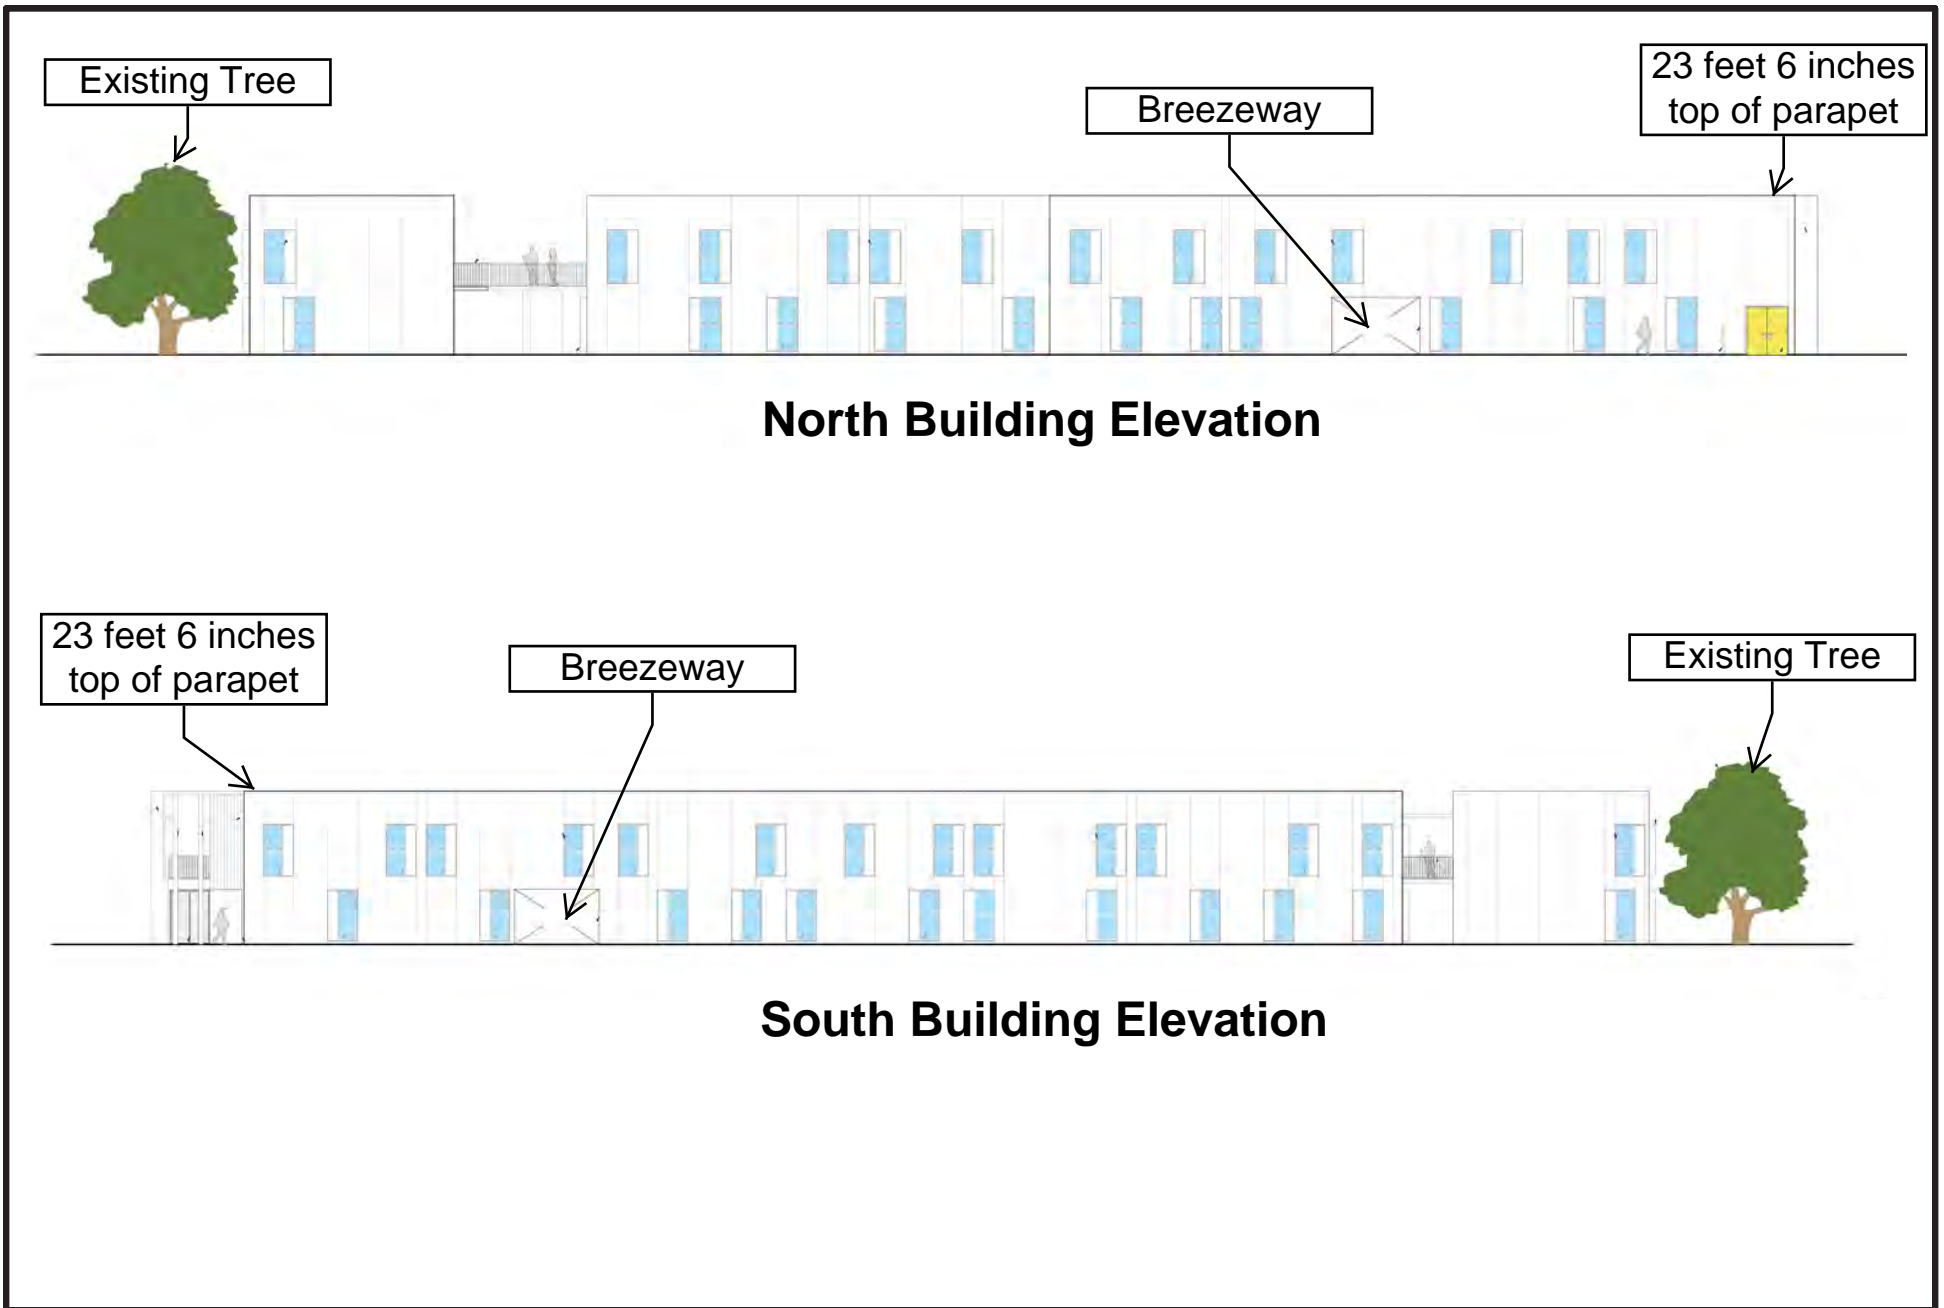 Existing Tree
Breezeway
23 feet 6 inches
top of parapet
North Building Elevation
23 feet 6 inches
top of parapet
Breezeway
Existing Tree
South Building Elevation